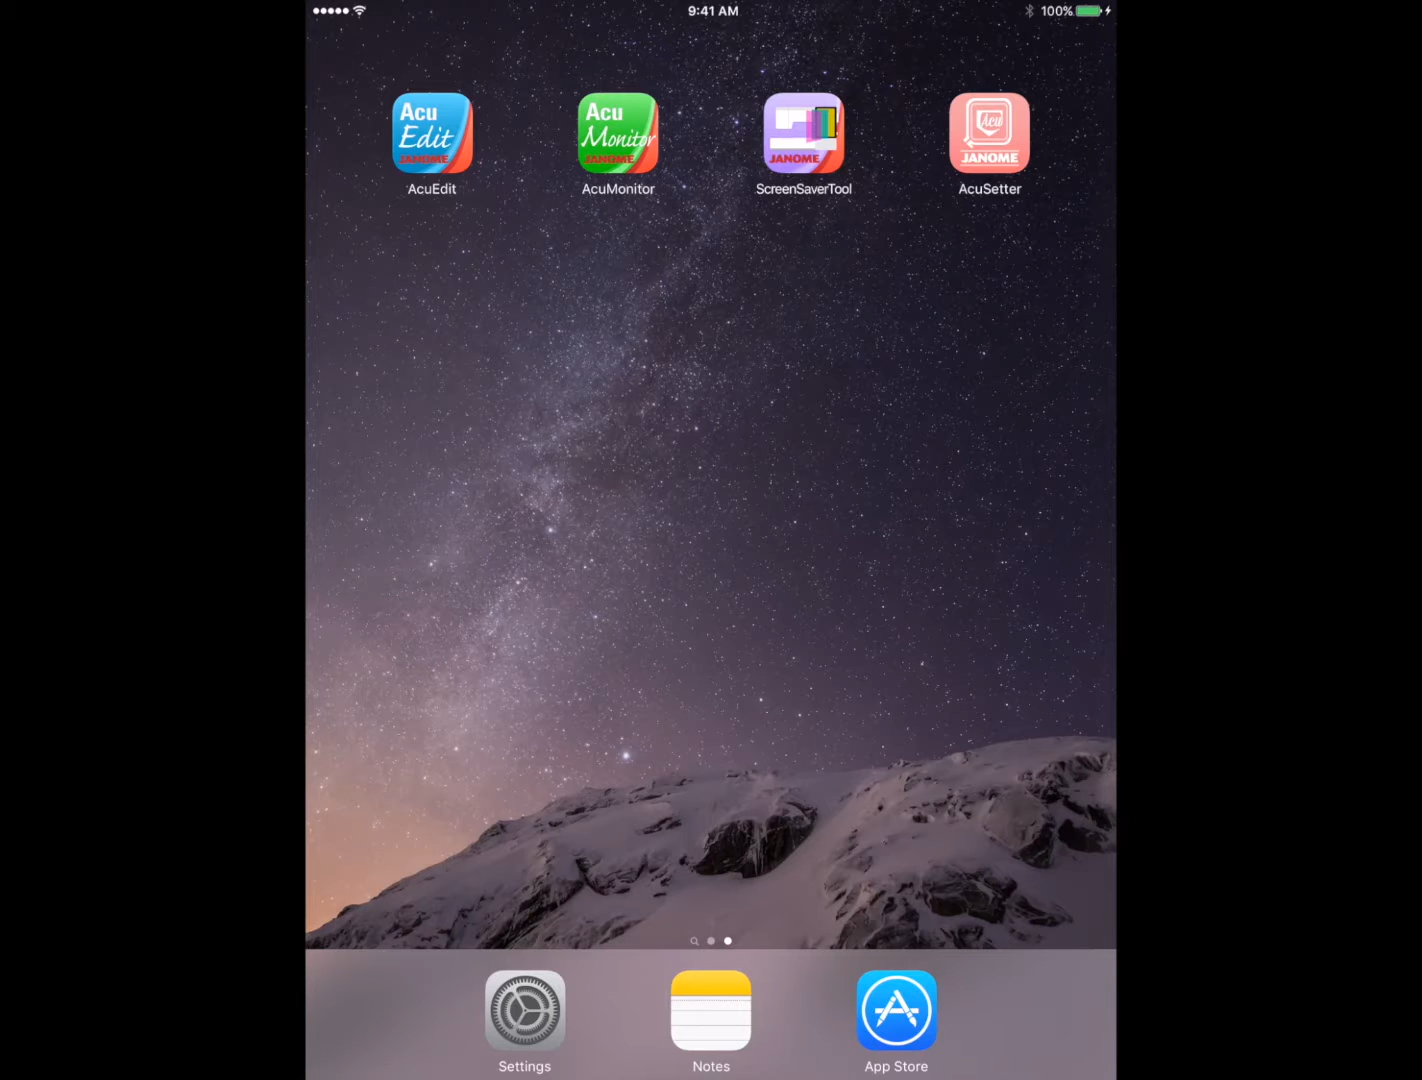 9:41 AM
100%
Acu
Edit
JANOME
Acu
Monitor
JANOME
JANOME
Acu
JANOME
AcuEdit
AcuMonitor
ScreenSaverTool
AcuSetter
Settings
Notes
App Store